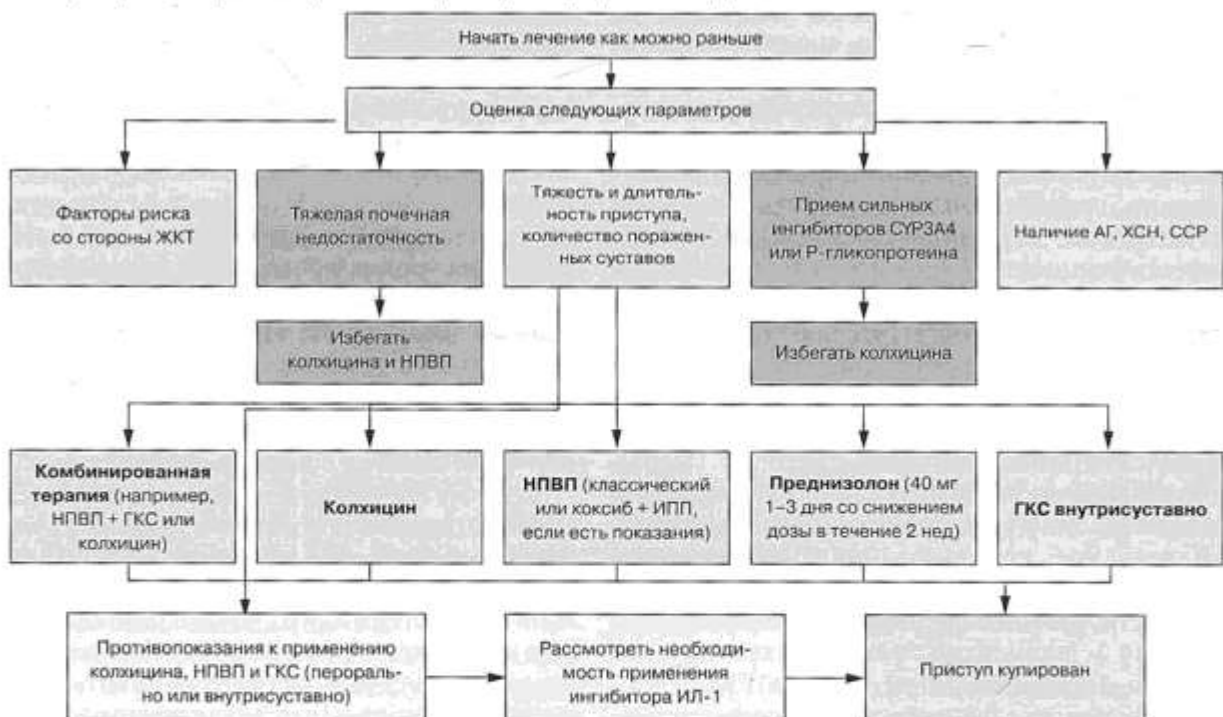 Начать лечение как можно раньше
Оценка следующих параметров
Факторы риска
со стороны ЖКТ
Тяжелая почечная
недостаточность
Тяжесть и длитель-
ность приступа,
количество поражен-
ных суставов
Прием сильных
ингибиторов CYP3A4
или Р-гликопротеина
Наличие АГ, ХСН, ССР
Избегать
колхицина и НПВП
Избегать колхицина
Комбинированная
терапия (например,
НПВП + ГКС или
колхицин)
Колхицин
НПВП (классический
или коксиб + ИПП,
если есть показания)
Преднизолон (40 мг
1–3 дня со снижением
дозы в течение 2 нед)
ГКС внутрисуставно
Противопоказания к применению
колхицина, НПВП и ГКС (перораль-
но или внутрисуставно)
Рассмотреть необходи-
мость применения
ингибитора ИЛ-1
Приступ купирован